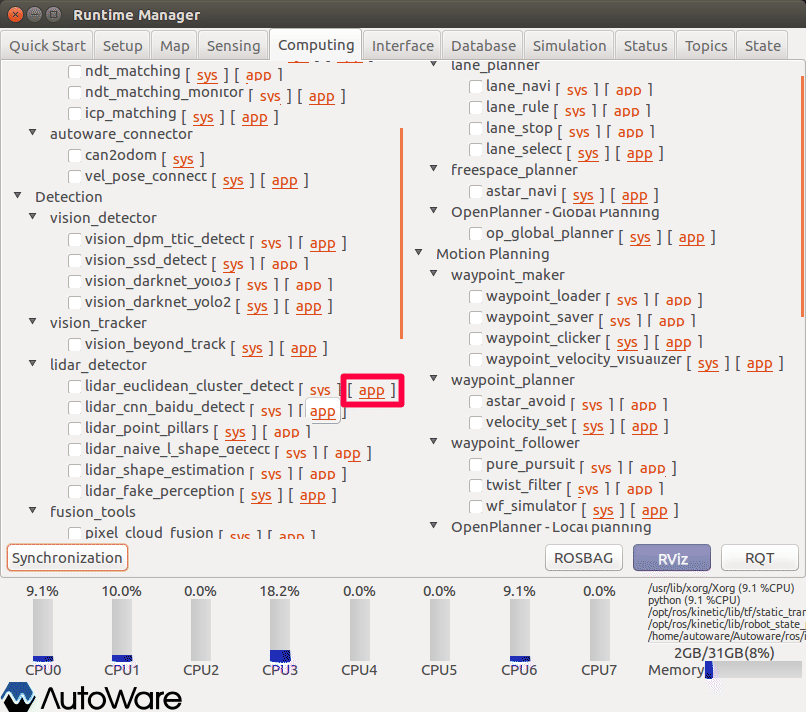 Runtime Manager
Quick Start Setup Map Sensing Computing Interface Database Simulation Status Topics State
ndt_matching [ sys ] [ app ]
ndt_matching_monitor [ sys ] [ app ]
icp_matching [ sys ] [ app ]
autoware_connector
can2odom [ sys ]
vel_pose_connect [ sys ] [ app ]
Detection
vision_detector
vision_dpm_ttic_detect [ sys ] [ app ]
vision_ssd_detect [ sys ] [ app ]
vision_darknet_yolo3 [ sys ] [ app ]
vision_darknet_yolo2 [ sys ] [ app ]
vision_tracker
vision_beyond_track [ sys ] [ app ]
lidar_detector
lidar_euclidean_cluster_detect [ sys ] [ app ]
lidar_cnn_baidu_detect [ sys ] [ app ]
lidar_point_pillars [ sys ] [ app ]
lidar_naive_l_shape_detect [ sys ] [ app ]
lidar_shape_estimation [ sys ] [ app ]
lidar_fake_perception [ sys ] [ app ]
fusion_tools
pixel_cloud_fusion [ sys ] [ app ]
lane_planner
lane_navi [ sys ] [ app ]
lane_rule [ sys ] [ app ]
lane_stop [ sys ] [ app ]
lane_select [ sys ] [ app ]
freespace_planner
astar_navi [ sys ] [ app ]
OpenPlanner - Global Planning
op_global_planner [ sys ] [ app ]
Motion Planning
waypoint_maker
waypoint_loader [ sys ] [ app ]
waypoint_saver [ sys ] [ app ]
waypoint_clicker [ sys ] [ app ]
waypoint_velocity_visualizer [ sys ] [ app ]
waypoint_planner
astar_avoid [ sys ] [ app ]
velocity_set [ sys ] [ app ]
waypoint_follower
pure_pursuit [ sys ] [ app ]
twist_filter [ sys ] [ app ]
wf_simulator [ sys ] [ app ]
OpenPlanner - Local planning
Synchronization ROSBAG RViz RQT
9.1% 10.0% 0.0% 18.2% 0.0% 0.0% 9.1% 0.0%
CPU0 CPU1 CPU2 CPU3 CPU4 CPU5 CPU6 CPU7
/usr/lib/xorg/Xorg (9.1 %CPU)
python (9.1 %CPU)
/opt/ros/kinetic/lib/tf/static_tran
/opt/ros/kinetic/lib/robot_state_
/home/autoware/Autoware/ros/i
2GB/31GB(8%)
Memory
AutoWare